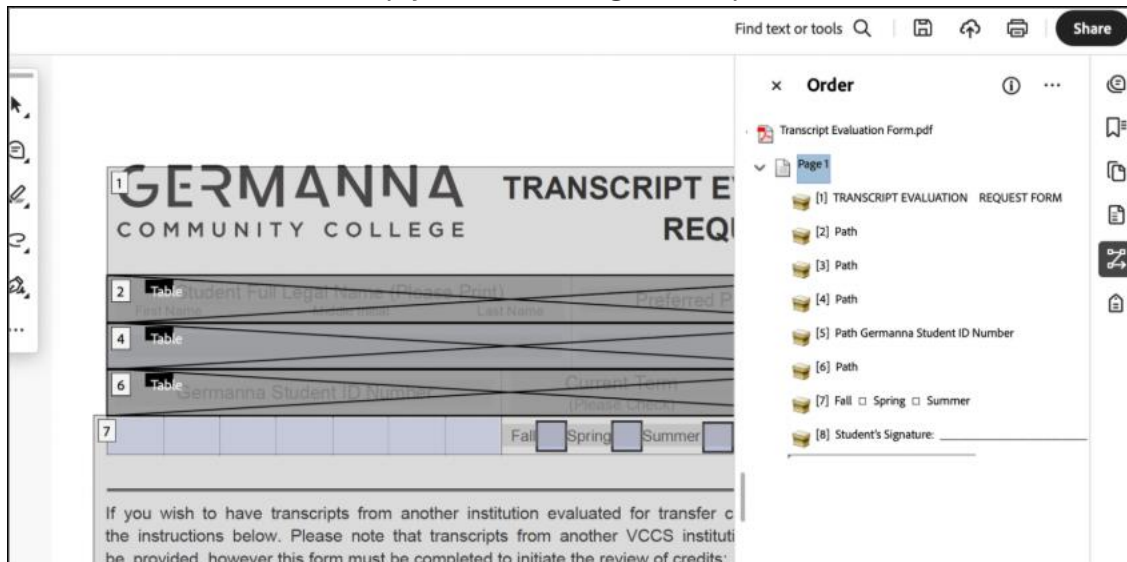 Find text or tools
Share
Order
Transcript Evaluation Form.pdf
Page 1
[1] TRANSCRIPT EVALUATION REQUEST FORM
[2] Path
[3] Path
[4] Path
[5] Path Germanna Student ID Number
[6] Path
[7] Fall □ Spring □ Summer
[8] Student's Signature:
1
GERMANNA
COMMUNITY COLLEGE
TRANSCRIPT
2 Table Student Full Legal Name (Please Print) Preferred
First Name Middle Initial Last Name
4 Table
6 Table Germanna Student ID Number Current Term
(Please Check)
7 Fall Spring Summer
If you wish to have transcripts from another institution evaluated for transfer
the instructions below. Please note that transcripts from another VCCS
be provided, however this form must be completed to initiate the review of credits: